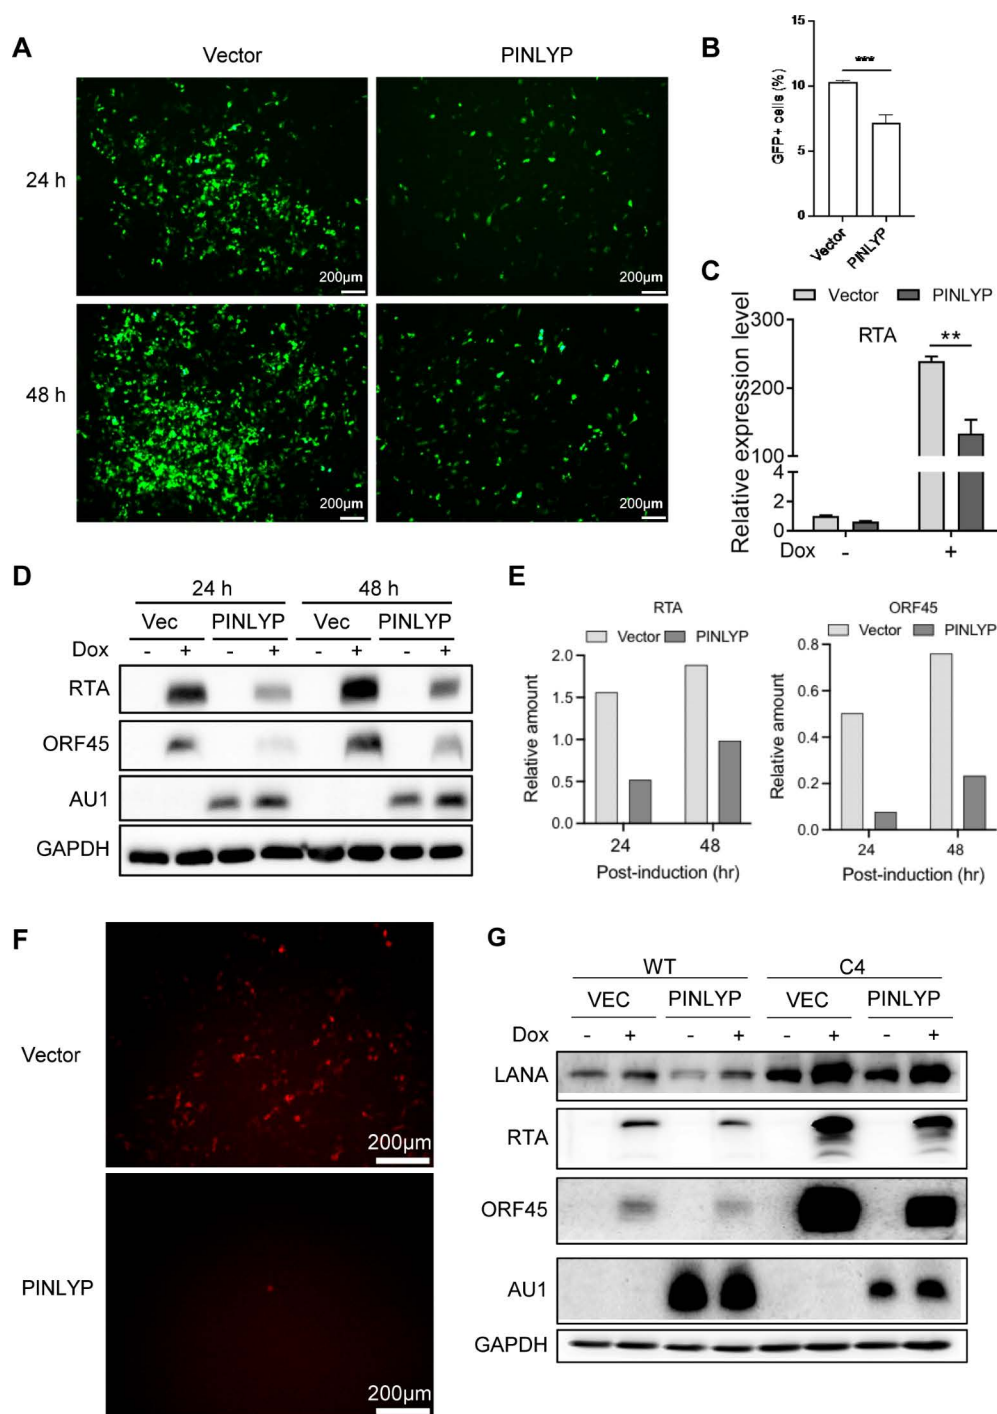 A
Vector
PINLYP
24 h
200μm
200μm
48 h
200μm
200μm
B
GFP+ cells (%)
15
10
5
0
***
Vector
PINLYP
C
Vector
PINLYP
Relative expression level
RTA
300
200
100
4
2
0
**
Dox
-
+
D
24 h
48 h
Vec
PINLYP
Vec
PINLYP
Dox
-
+
-
+
-
+
-
+
RTA
ORF45
AU1
GAPDH
E
RTA
Vector
PINLYP
Relative amount
2.0
1.5
1.0
0.5
0.0
24
48
Post-induction (hr)
ORF45
Vector
PINLYP
Relative amount
0.8
0.6
0.4
0.2
0.0
24
48
Post-induction (hr)
F
Vector
200μm
PINLYP
200μm
G
WT
C4
VEC
PINLYP
VEC
PINLYP
Dox
-
+
-
+
-
+
-
+
LANA
RTA
ORF45
AU1
GAPDH